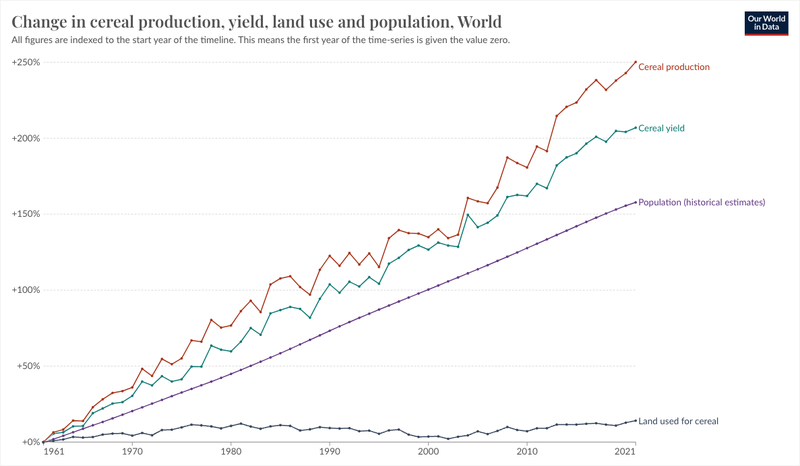 Change in cereal production, yield, land use and population, World
All figures are indexed to the start year of the timeline. This means the first year of the time-series is given the value zero.
Our World
in Data
+250%
Cereal production
+200%
Cereal yield
+150%
Population (historical estimates)
+100%
+50%
Land used for cereal
+0%
1961
1970
1980
1990
2000
2010
2021